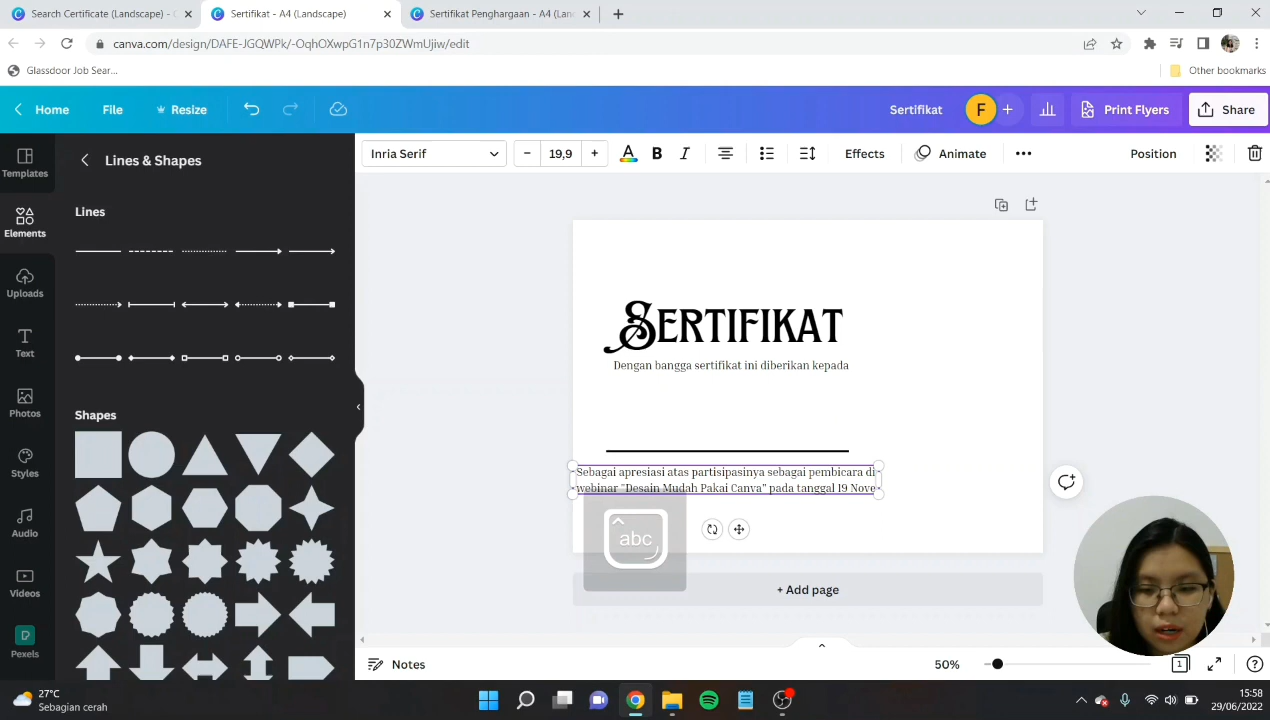 Search Certificate (Landscape) - C
Sertifikat - A4 (Landscape)
Sertifikat Penghargaan - A4 (Lan
canva.com/design/DAFE-JGQWPk/-OqhOXwpG1n7p30ZWmUjiw/edit
Glassdoor Job Sear...
Other bookmarks
Home
File
Resize
Sertifikat
F
Print Flyers
Share
Templates
Elements
Uploads
Text
Photos
Styles
Audio
Videos
Pexels
Lines & Shapes
Lines
Shapes
Inria Serif
19,9
A
B
I
Effects
Animate
Position
SERTIFIKAT
Dengan bangga sertifikat ini diberikan kepada
Sebagai apresiasi atas partisipasinya sebagai pembicara di
webinar "Desain Mudah Pakai Canva" pada tanggal 19 Nove
abc
+ Add page
Notes
50%
1
27°C
Sebagian cerah
15:58
29/06/2022